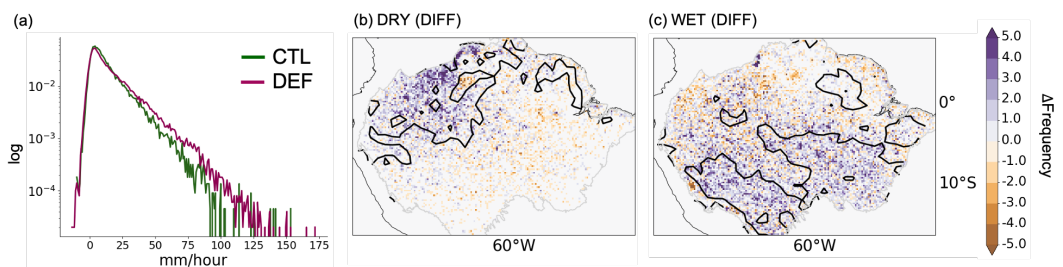 (a)
CTL
DEF
log
10⁻²
10⁻³
10⁻⁴
0 25 50 75 100 125 150 175
mm/hour
(b) DRY (DIFF)
60°W
(c) WET (DIFF)
0°
10°S
60°W
5.0
4.0
3.0
2.0
1.0
0.0
-1.0
-2.0
-3.0
-4.0
-5.0
ΔFrequency